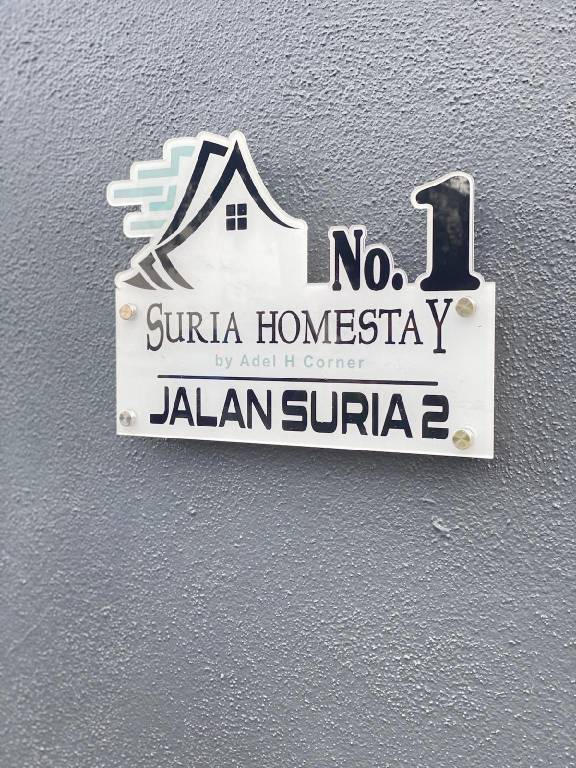 No. 1
SURIA HOMESTAY
by Adel H Corner
JALAN SURIA 2